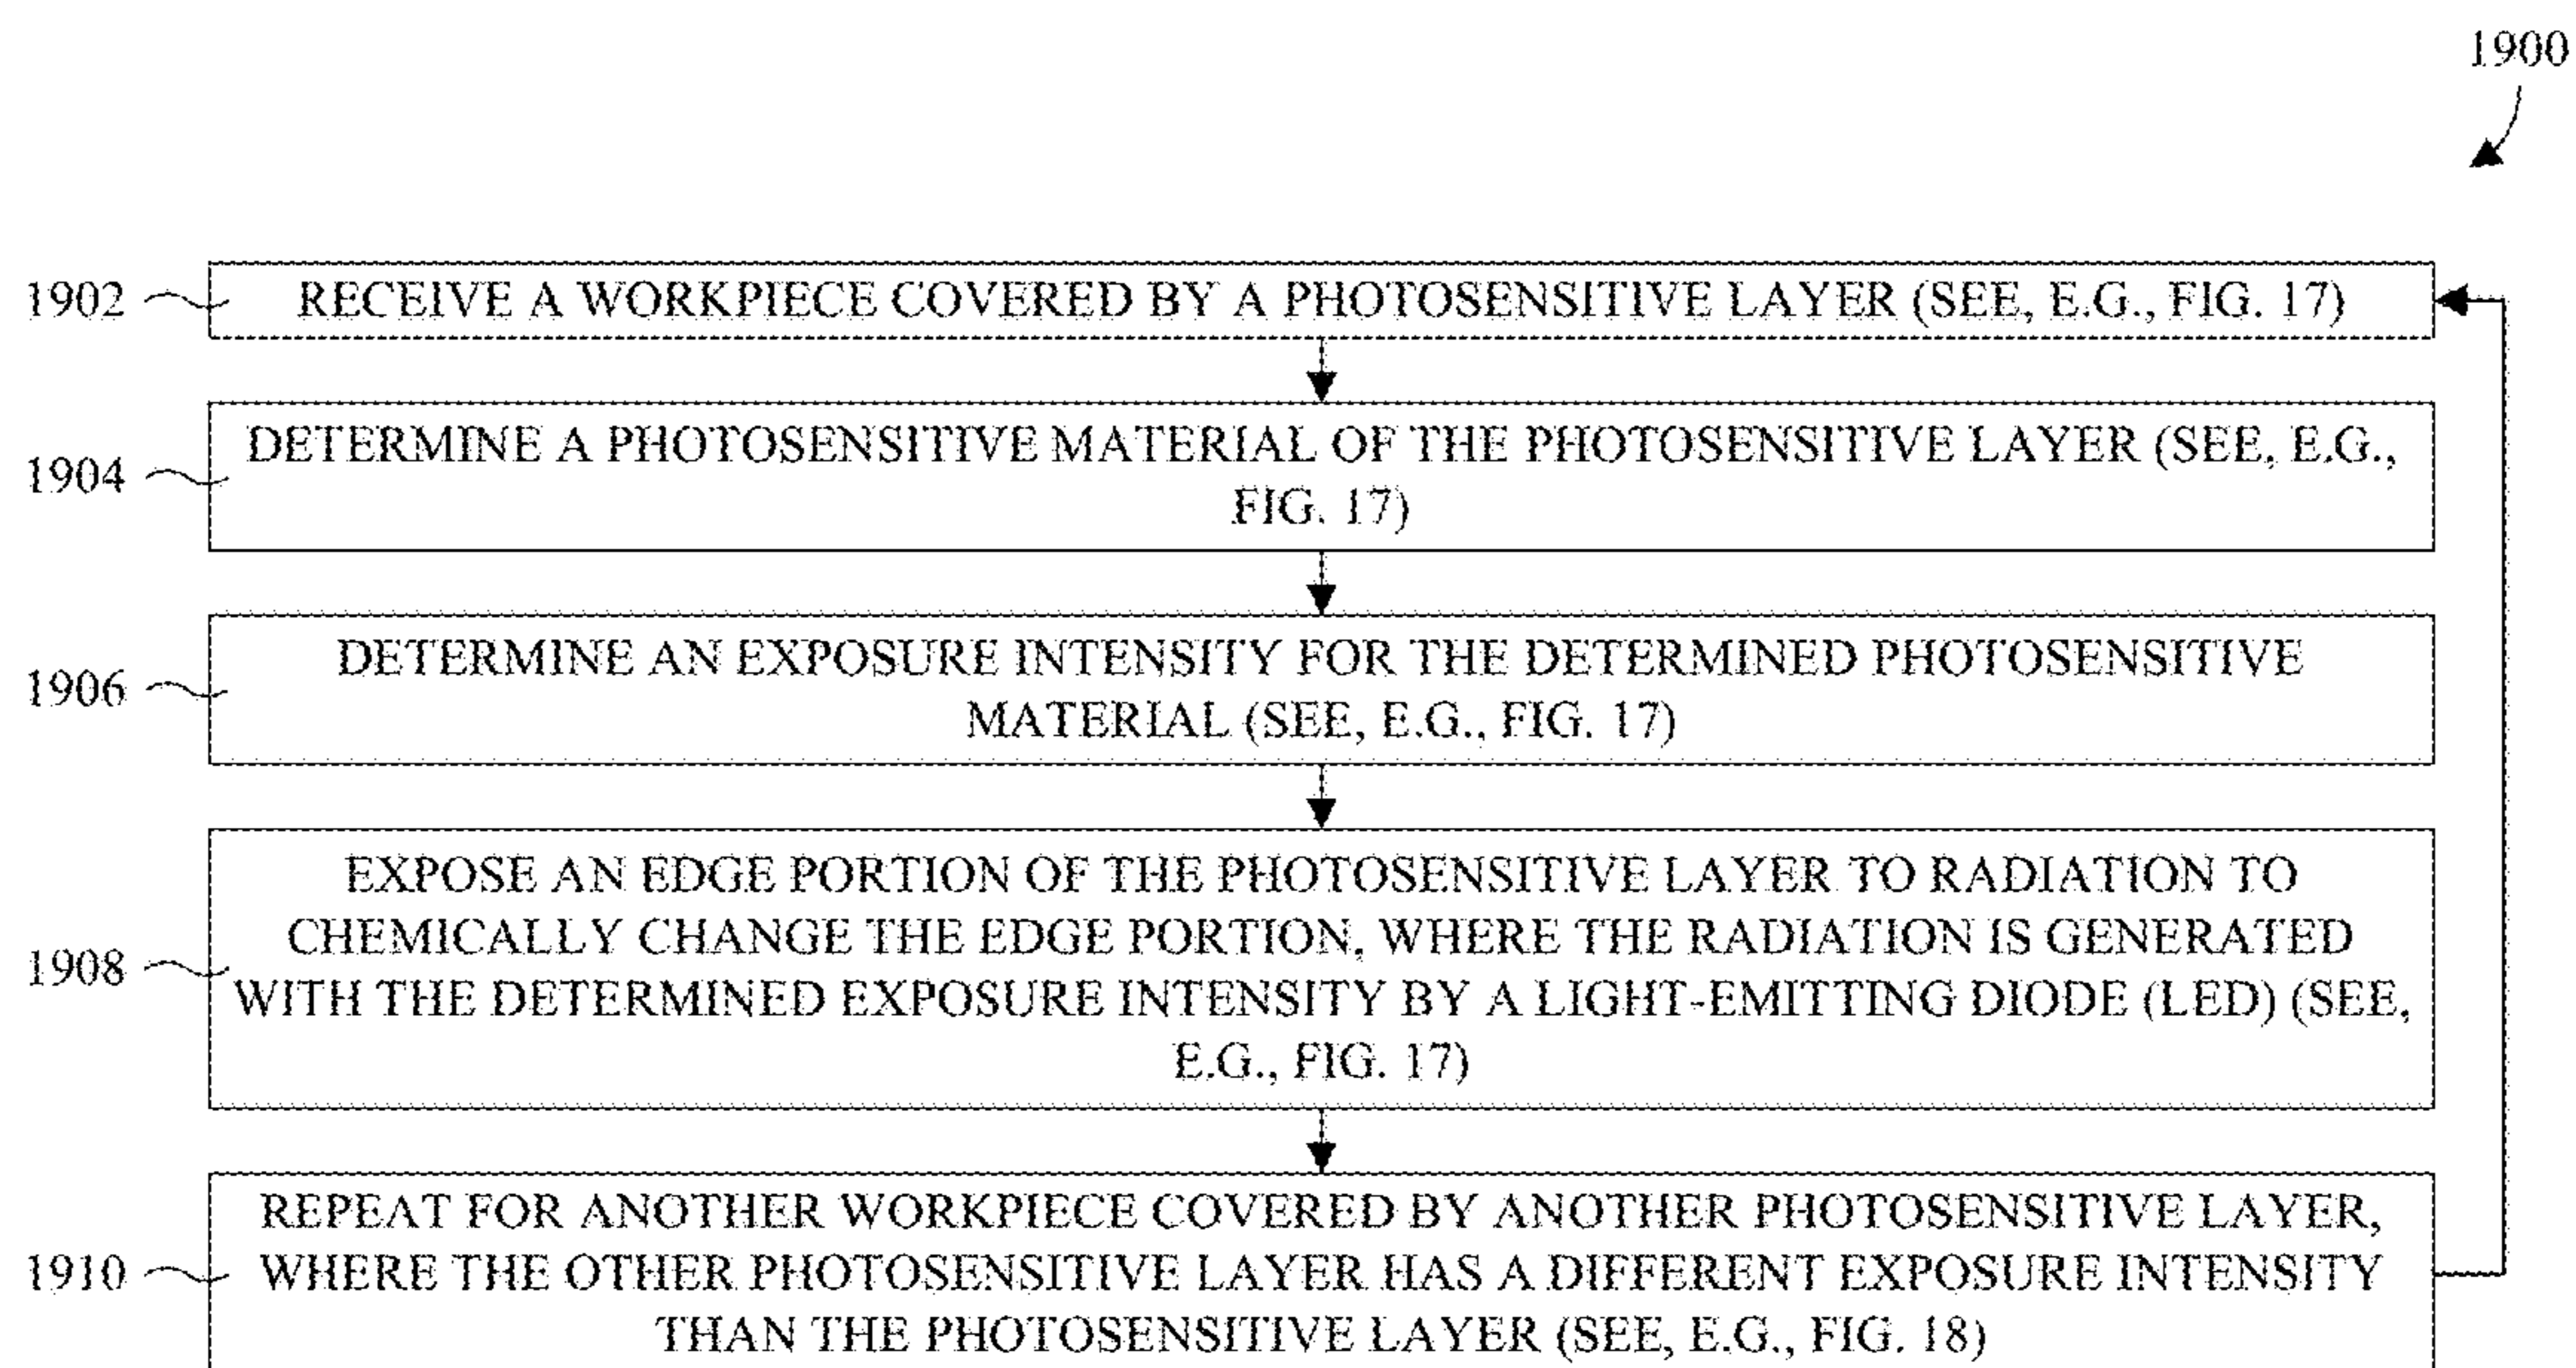 1900
1902
RECEIVE A WORKPIECE COVERED BY A PHOTOSENSITIVE LAYER (SEE, E.G., FIG. 17)
1904
DETERMINE A PHOTOSENSITIVE MATERIAL OF THE PHOTOSENSITIVE LAYER (SEE, E.G.,
FIG. 17)
1906
DETERMINE AN EXPOSURE INTENSITY FOR THE DETERMINED PHOTOSENSITIVE
MATERIAL (SEE, E.G., FIG. 17)
1908
EXPOSE AN EDGE PORTION OF THE PHOTOSENSITIVE LAYER TO RADIATION TO
CHEMICALLY CHANGE THE EDGE PORTION, WHERE THE RADIATION IS GENERATED
WITH THE DETERMINED EXPOSURE INTENSITY BY A LIGHT-EMITTING DIODE (LED) (SEE,
E.G., FIG. 17)
1910
REPEAT FOR ANOTHER WORKPIECE COVERED BY ANOTHER PHOTOSENSITIVE LAYER,
WHERE THE OTHER PHOTOSENSITIVE LAYER HAS A DIFFERENT EXPOSURE INTENSITY
THAN THE PHOTOSENSITIVE LAYER (SEE, E.G., FIG. 18)